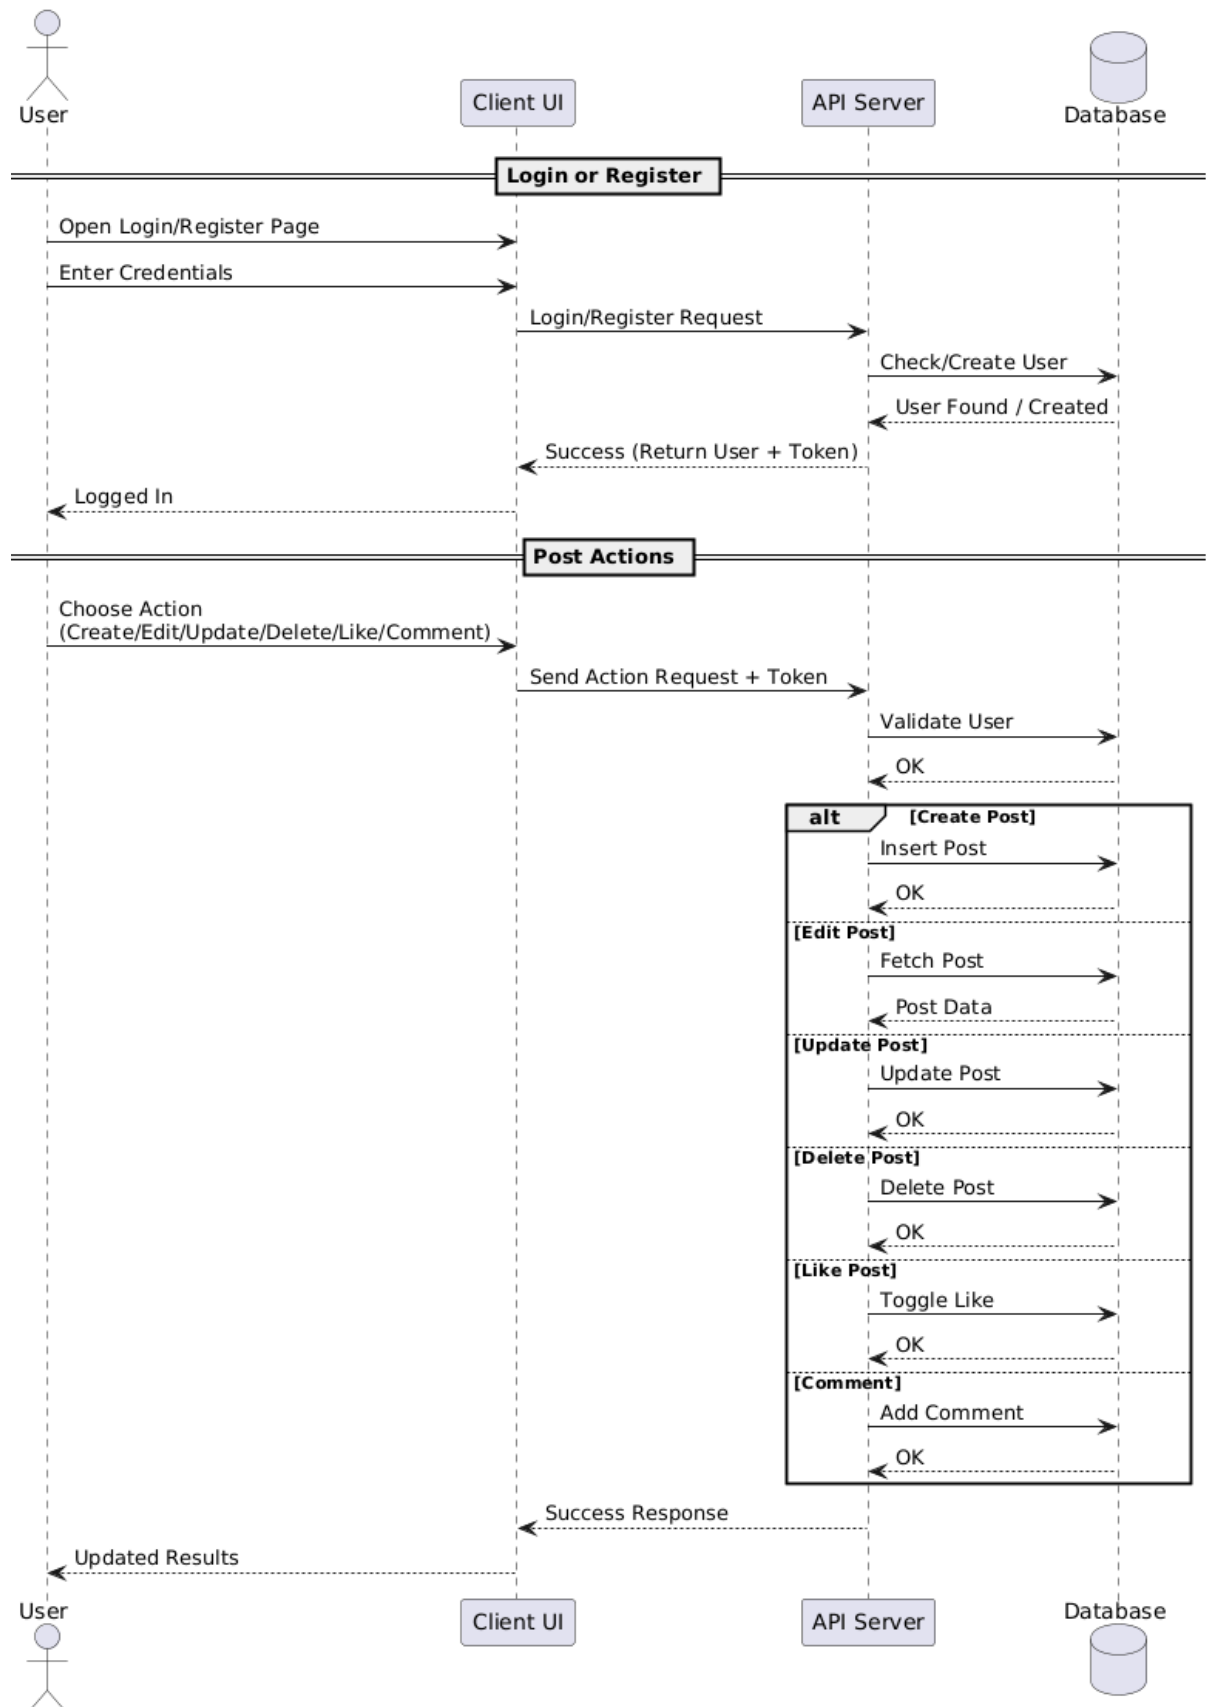 User
Client UI
API Server
Database
Login or Register
Open Login/Register Page
Enter Credentials
Login/Register Request
Check/Create User
User Found / Created
Success (Return User + Token)
Logged In
Post Actions
Choose Action
(Create/Edit/Update/Delete/Like/Comment)
Send Action Request + Token
Validate User
OK
alt [Create Post]
Insert Post
OK
[Edit Post]
Fetch Post
Post Data
[Update Post]
Update Post
OK
[Delete Post]
Delete Post
OK
[Like Post]
Toggle Like
OK
[Comment]
Add Comment
OK
Success Response
Updated Results
User
Client UI
API Server
Database